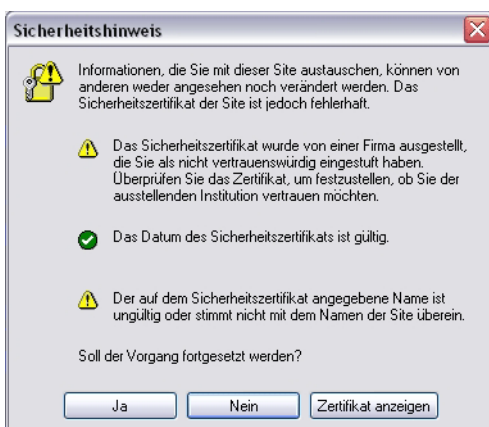 Sicherheitshinweis
Informationen, die Sie mit dieser Site austauschen, können von
anderen weder angesehen noch verändert werden. Das
Sicherheitszertifikat der Site ist jedoch fehlerhaft.
Das Sicherheitszertifikat wurde von einer Firma ausgestellt,
die Sie als nicht vertrauenswürdig eingestuft haben.
Überprüfen Sie das Zertifikat, um festzustellen, ob Sie der
ausstellenden Institution vertrauen möchten.
Das Datum des Sicherheitszertifikats ist gültig.
Der auf dem Sicherheitszertifikat angegebene Name ist
ungültig oder stimmt nicht mit dem Namen der Site überein.
Soll der Vorgang fortgesetzt werden?
Ja Nein Zertifikat anzeigen